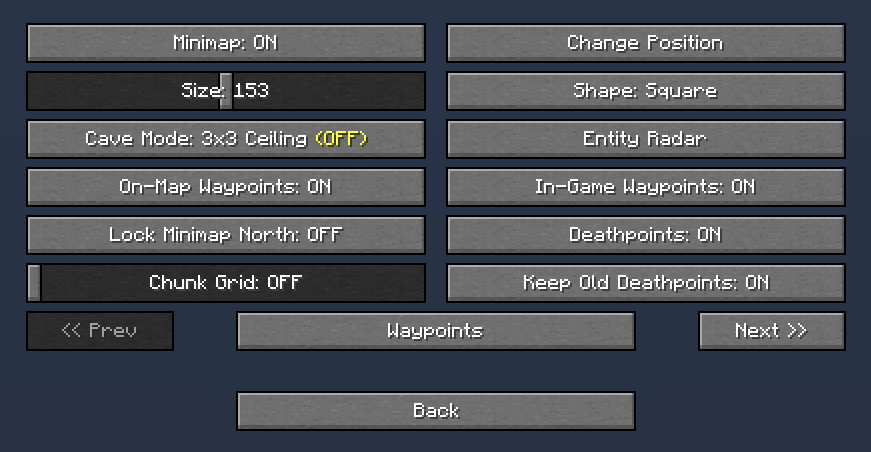 Minimap: ON
Change Position
Size: 153
Shape: Square
Cave Mode: 3x3 Ceiling (OFF)
Entity Radar
On-Map Waypoints: ON
In-Game Waypoints: ON
Lock Minimap North: OFF
Deathpoints: ON
Chunk Grid: OFF
Keep Old Deathpoints: ON
<< Prev
Waypoints
Next >>
Back